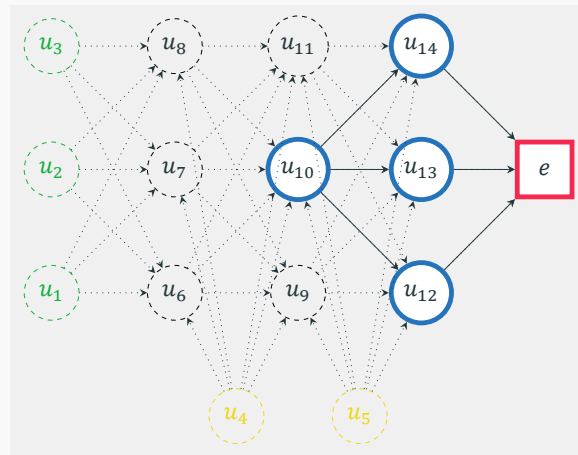 u₃ u₈ u₁₁ u₁₄
u₂ u₇ u₁₀ u₁₃ e
u₁ u₆ u₉ u₁₂
u₄ u₅